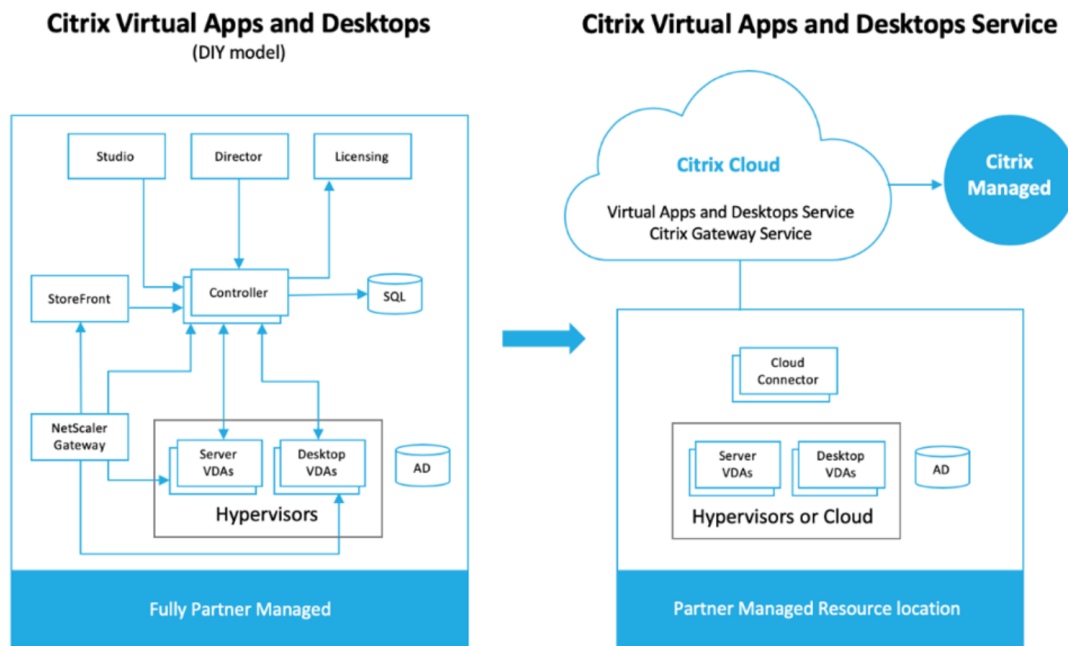 Citrix Virtual Apps and Desktops
(DIY model)
Studio
Director
Licensing
StoreFront
Controller
SQL
NetScaler
Gateway
Server
VDAs
Desktop
VDAs
AD
Hypervisors
Fully Partner Managed
Citrix Virtual Apps and Desktops Service
Citrix Cloud
Virtual Apps and Desktops Service
Citrix Gateway Service
Citrix
Managed
Cloud
Connector
Server
VDAs
Desktop
VDAs
AD
Hypervisors or Cloud
Partner Managed Resource location